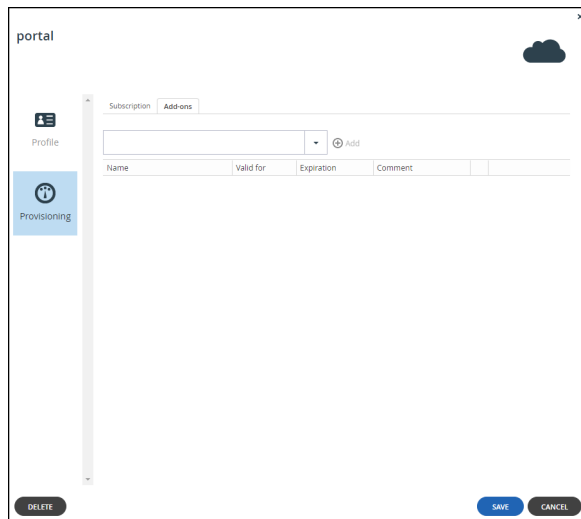 portal
Subscription Add-ons
Profile
Add
Name Valid for Expiration Comment
Provisioning
DELETE SAVE CANCEL